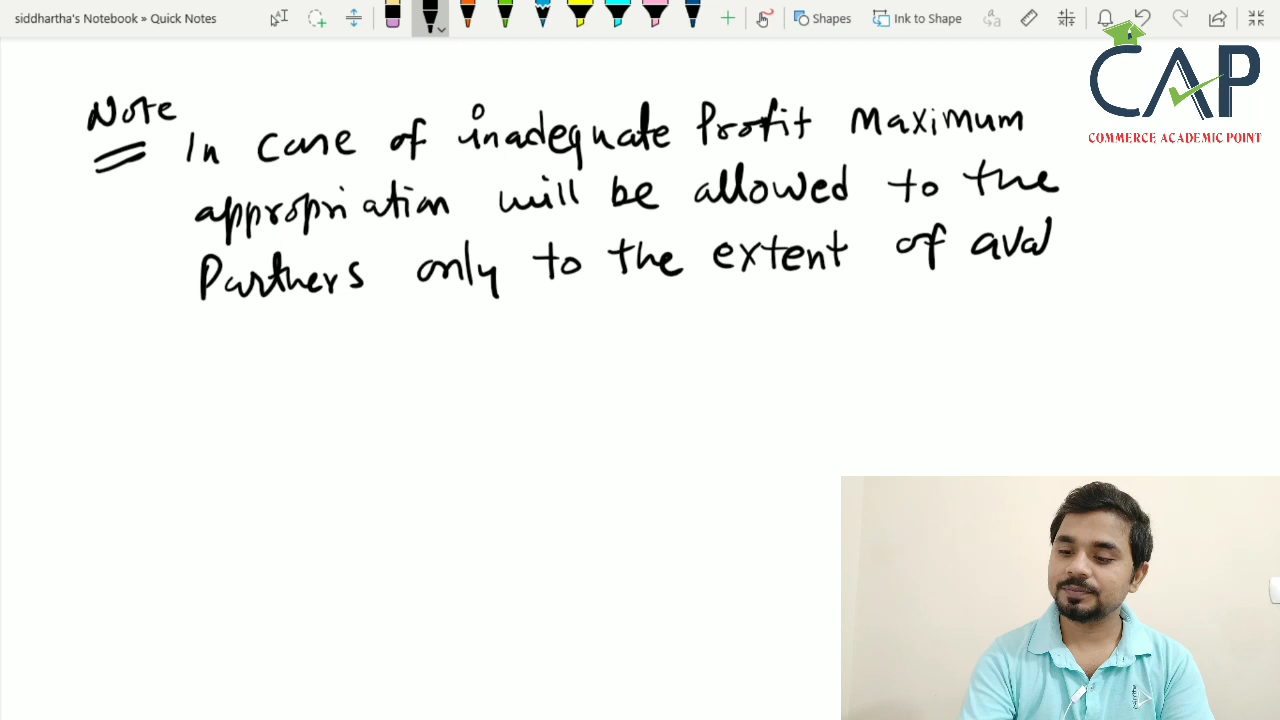 siddhartha's Notebook » Quick Notes
Shapes
Ink to Shape
CAP
COMMERCE ACADEMIC POINT
Note
In case of inadequate Profit Maximum
appropriation will be allowed to the
Partners only to the extent of aval